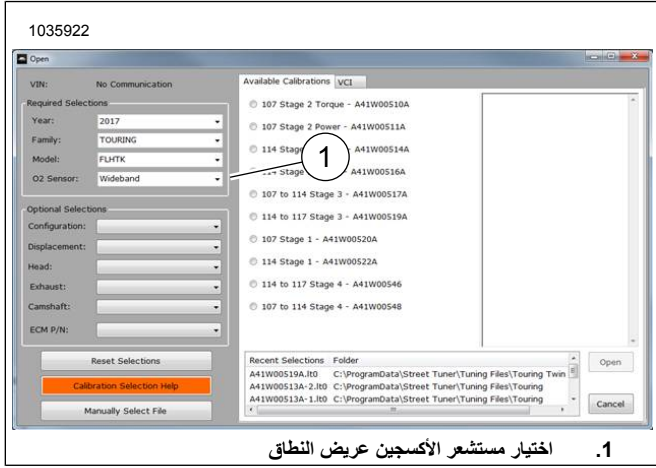 1035922
Open
VIN: No Communication
Required Selections
Year: 2017
Family: TOURING
Model: FLHTK
O2 Sensor: Wideband
Optional Selections
Configuration:
Displacement:
Head:
Exhaust:
Camshaft:
ECM P/N:
Reset Selections
Calibration Selection Help
Manually Select File
Available Calibrations VCI
107 Stage 2 Torque - A41W00510A
107 Stage 2 Power - A41W00511A
114 Stage - A41W00514A
Stage - A41W00516A
107 to 114 Stage 3 - A41W00517A
114 to 117 Stage 3 - A41W00519A
107 Stage 1 - A41W00520A
114 Stage 1 - A41W00522A
114 to 117 Stage 4 - A41W00546
107 to 114 Stage 4 - A41W00548
1
Recent Selections Folder
A41W00519A.lt0 C:\ProgramData\Street Tuner\Tuning Files\Touring Twin
A41W00513A-2.lt0 C:\ProgramData\Street Tuner\Tuning Files\Touring
A41W00513A-1.lt0 C:\ProgramData\Street Tuner\Tuning Files\Touring
Open
Cancel
1. اختيار مستشعر الأكسجين عريض النطاق